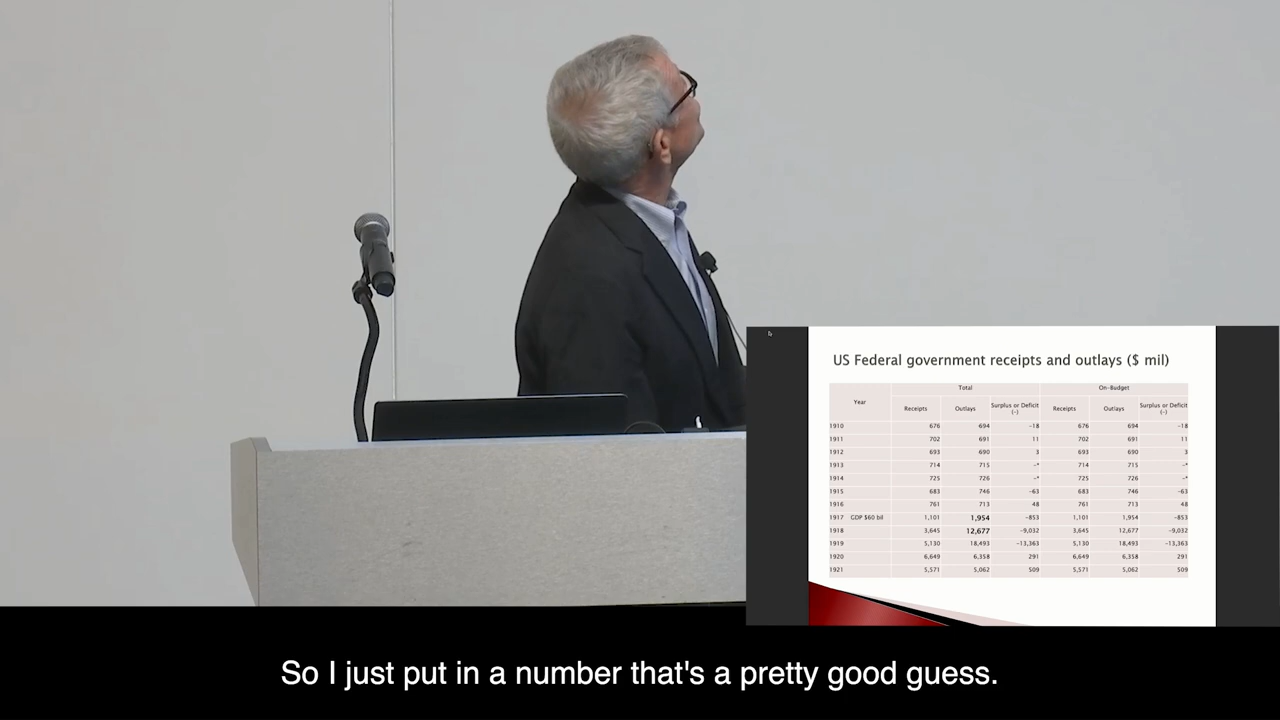 US Federal government receipts and outlays ($ mil)
Total On-Budget
Year Receipts Outlays Surplus or Deficit (-) Receipts Outlays Surplus or Deficit (-)
1910 676 694 -18 676 694 -18
1911 702 691 11 702 691 11
1912 693 690 3 693 690 3
1913 714 715 -* 714 715 -*
1914 725 726 -* 725 726 -*
1915 683 746 -63 683 746 -63
1916 761 713 48 761 713 48
1917 GDP $60 bil 1,101 1,954 -853 1,101 1,954 -853
1918 3,645 12,677 -9,032 3,645 12,677 -9,032
1919 5,130 18,493 -13,363 5,130 18,493 -13,363
1920 6,649 6,358 291 6,649 6,358 291
1921 5,571 5,062 509 5,571 5,062 509
So I just put in a number that's a pretty good guess.